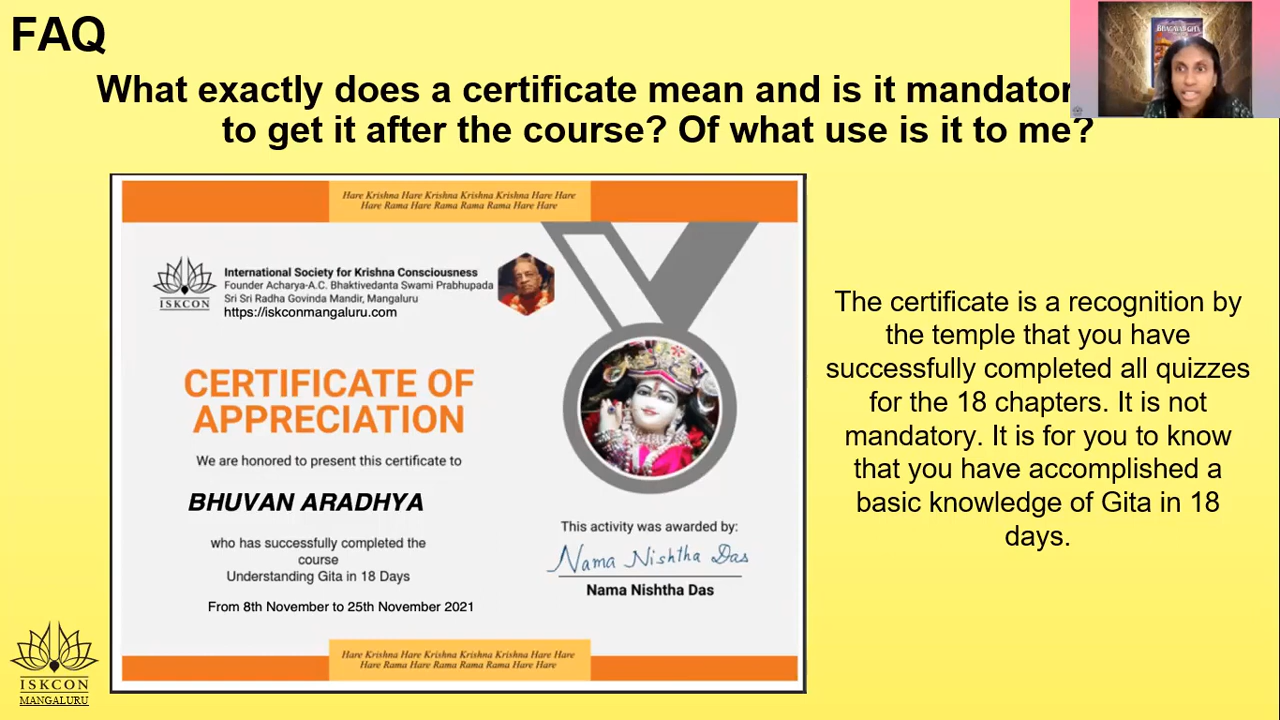 FAQ
What exactly does a certificate mean and is it
to get it after the course? Of what use is it to me?
BHAGAVAD GITA
Hare Krishna Hare Krishna Krishna Krishna Hare Hare
Hare Rama Hare Rama Rama Rama Hare Hare
ISKCON
International Society for Krishna Consciousness
Founder Acharya-A.C. Bhaktivedanta Swami Prabhupada
Sri Sri Radha Govinda Mandir, Mangaluru
https://iskconmangaluru.com
CERTIFICATE OF
APPRECIATION
We are honored to present this certificate to
BHUVAN ARADHYA
who has successfully completed the
course
Understanding Gita in 18 Days
From 8th November to 25th November 2021
This activity was awarded by:
Nama Nishtha Das
Nama Nishtha Das
Hare Krishna Hare Krishna Krishna Krishna Hare Hare
Hare Rama Hare Rama Rama Rama Hare Hare
The certificate is a recognition by
the temple that you have
successfully completed all quizzes
for the 18 chapters. It is not
mandatory. It is for you to know
that you have accomplished a
basic knowledge of Gita in 18
days.
ISKCON
MANGALURU